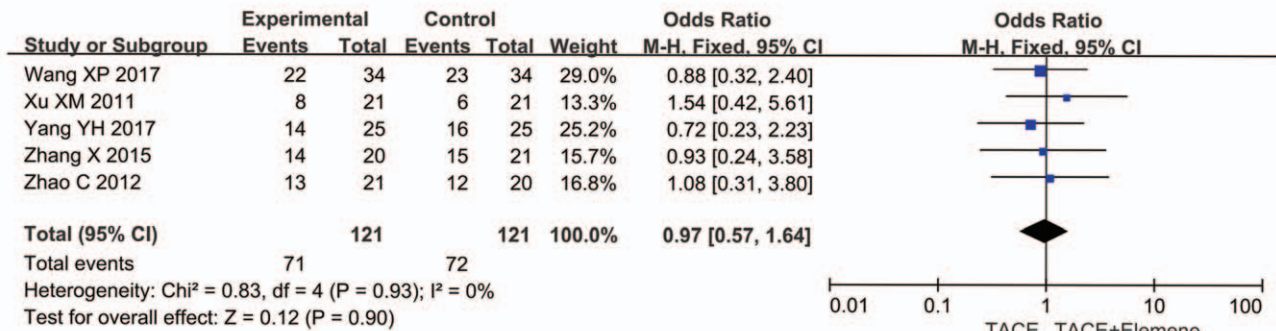 Experimental Control Odds Ratio Odds Ratio
Study or Subgroup Events Total Events Total Weight M-H, Fixed, 95% CI M-H, Fixed, 95% CI
Wang XP 2017 22 34 23 34 29.0% 0.88 [0.32, 2.40]
Xu XM 2011 8 21 6 21 13.3% 1.54 [0.42, 5.61]
Yang YH 2017 14 25 16 25 25.2% 0.72 [0.23, 2.23]
Zhang X 2015 14 20 15 21 15.7% 0.93 [0.24, 3.58]
Zhao C 2012 13 21 12 20 16.8% 1.08 [0.31, 3.80]
Total (95% CI) 121 121 100.0% 0.97 [0.57, 1.64]
Total events 71 72
Heterogeneity: Chi² = 0.83, df = 4 (P = 0.93); I² = 0%
Test for overall effect: Z = 0.12 (P = 0.90)
0.01 0.1 1 10 100
TACE TACE+Elemene